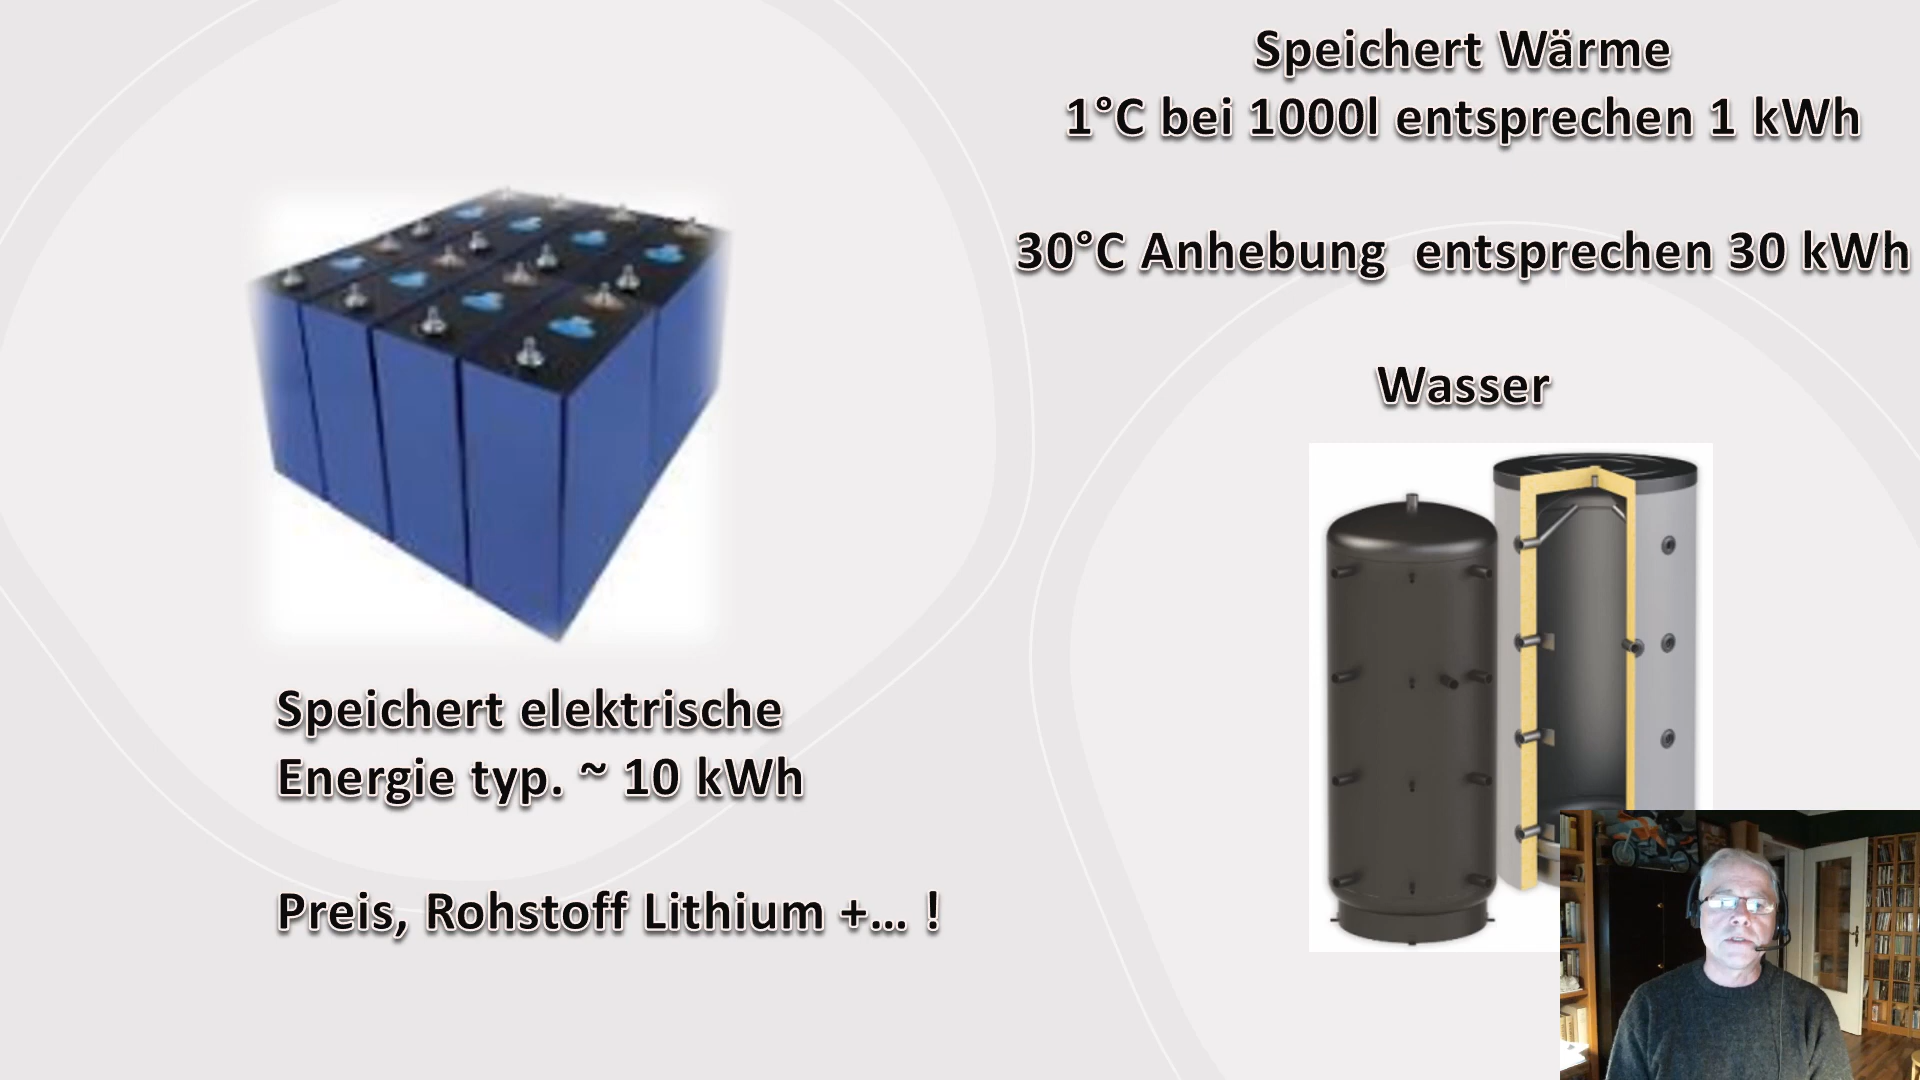 Speichert Wärme
1°C bei 1000l entsprechen 1 kWh
30°C Anhebung  entsprechen 30 kWh
Wasser
Speichert elektrische
Energie typ. ~ 10 kWh
Preis, Rohstoff Lithium +... !